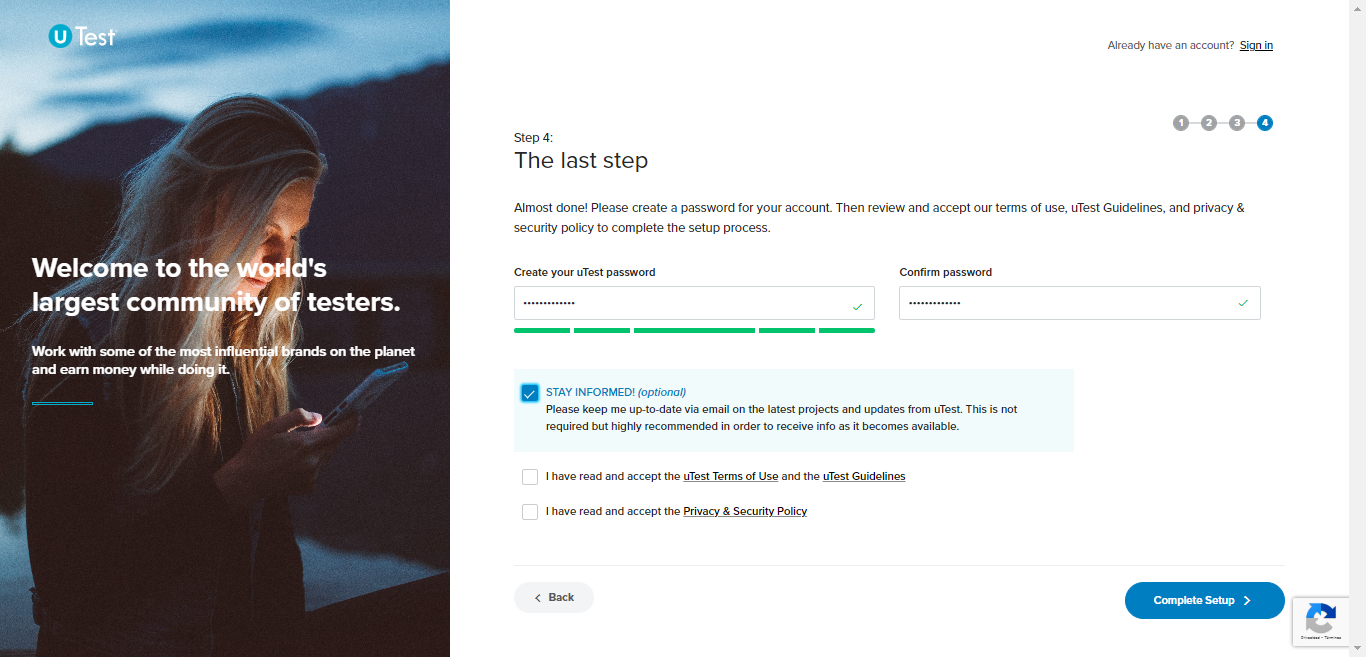 uTest
Already have an account? Sign in
1 2 3 4
Step 4:
The last step
Almost done! Please create a password for your account. Then review and accept our terms of use, uTest Guidelines, and privacy &
security policy to complete the setup process.
Welcome to the world's
largest community of testers.
Work with some of the most influential brands on the planet
and earn money while doing it.
Create your uTest password
Confirm password
•••••••••••••
•••••••••••••
STAY INFORMED! (optional)
Please keep me up-to-date via email on the latest projects and updates from uTest. This is not
required but highly recommended in order to receive info as it becomes available.
I have read and accept the uTest Terms of Use and the uTest Guidelines
I have read and accept the Privacy & Security Policy
Back
Complete Setup